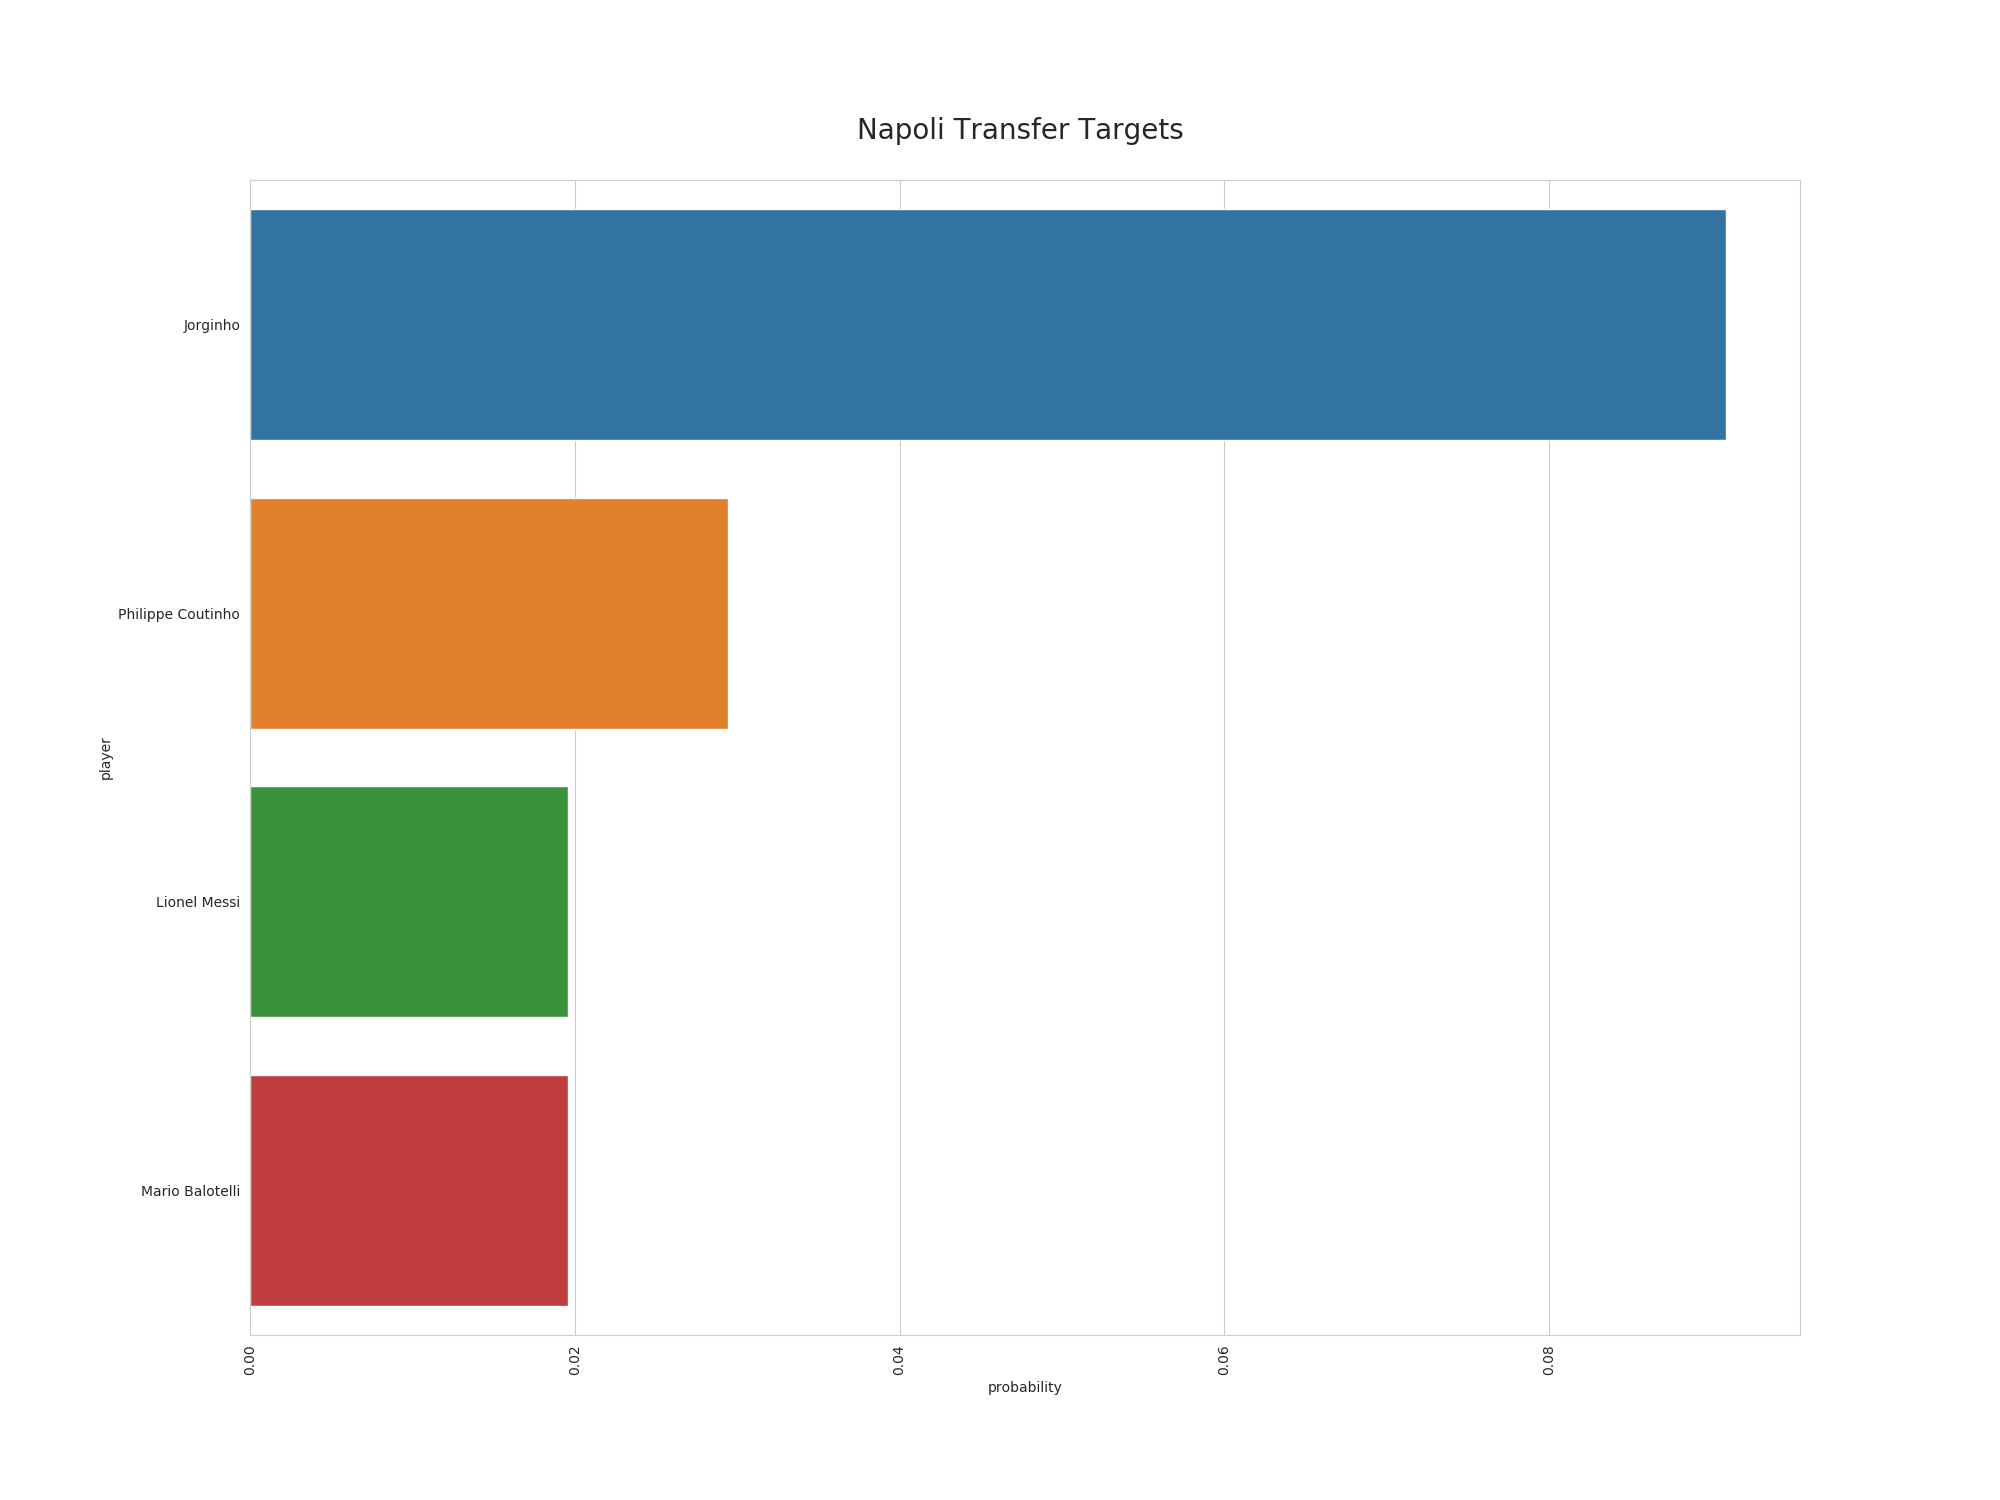 Napoli Transfer Targets
Jorginho
Philippe Coutinho
Lionel Messi
Mario Balotelli
player
0.00
0.02
0.04
0.06
0.08
probability